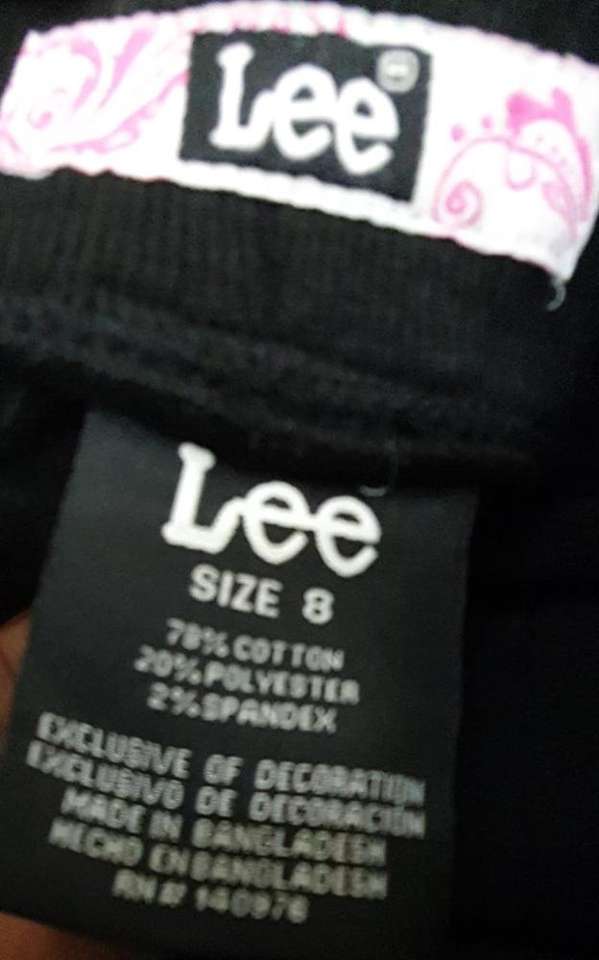 Lee
Lee
SIZE 8
78% COTTON
20% POLYESTER
2% SPANDEX
EXCLUSIVE OF DECORATION
EXCLUSIVO DE DECORACIÓN
MADE IN BANGLADESH
HECHO EN BANGLADESH
RN# 140978